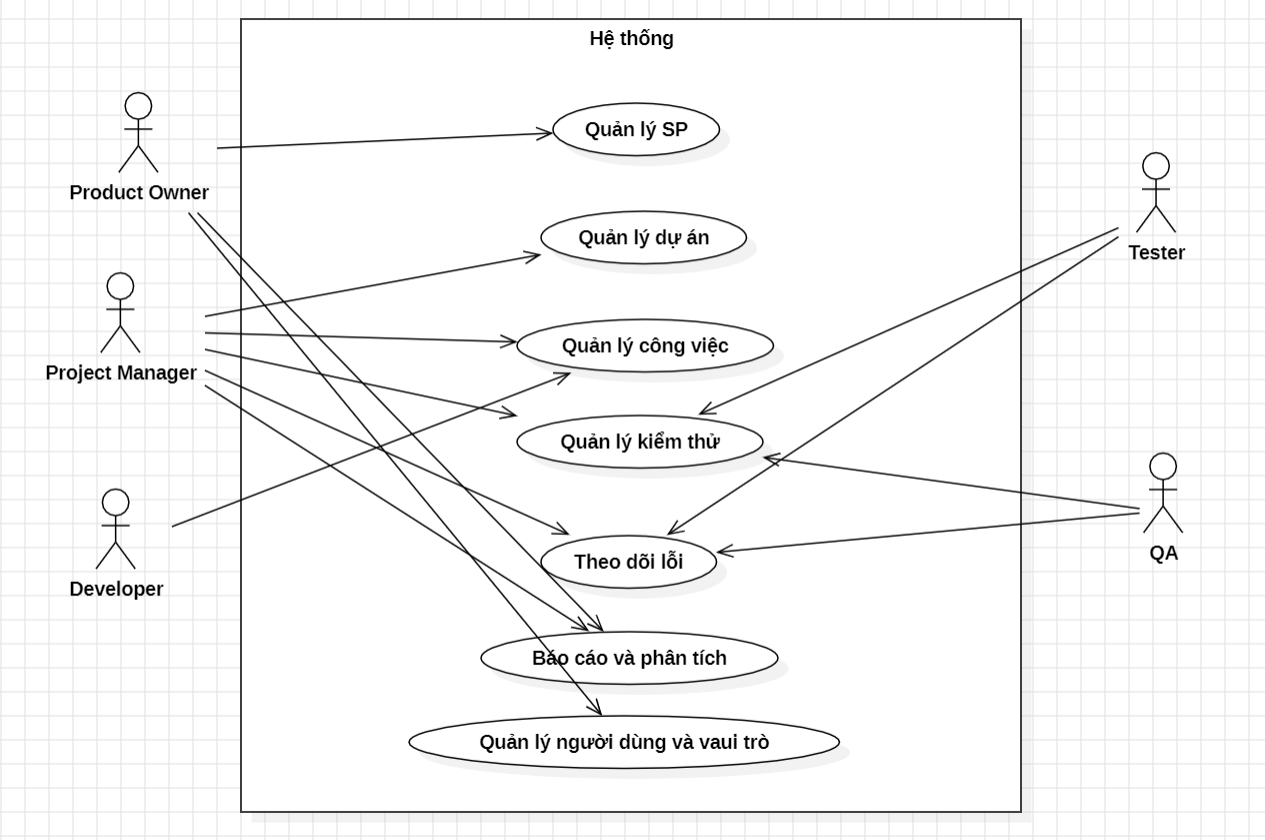 Hệ thống
Product Owner
Quản lý SP
Quản lý dự án
Tester
Project Manager
Quản lý công việc
Quản lý kiểm thử
Developer
Theo dõi lỗi
QA
Báo cáo và phân tích
Quản lý người dùng và vaui trò